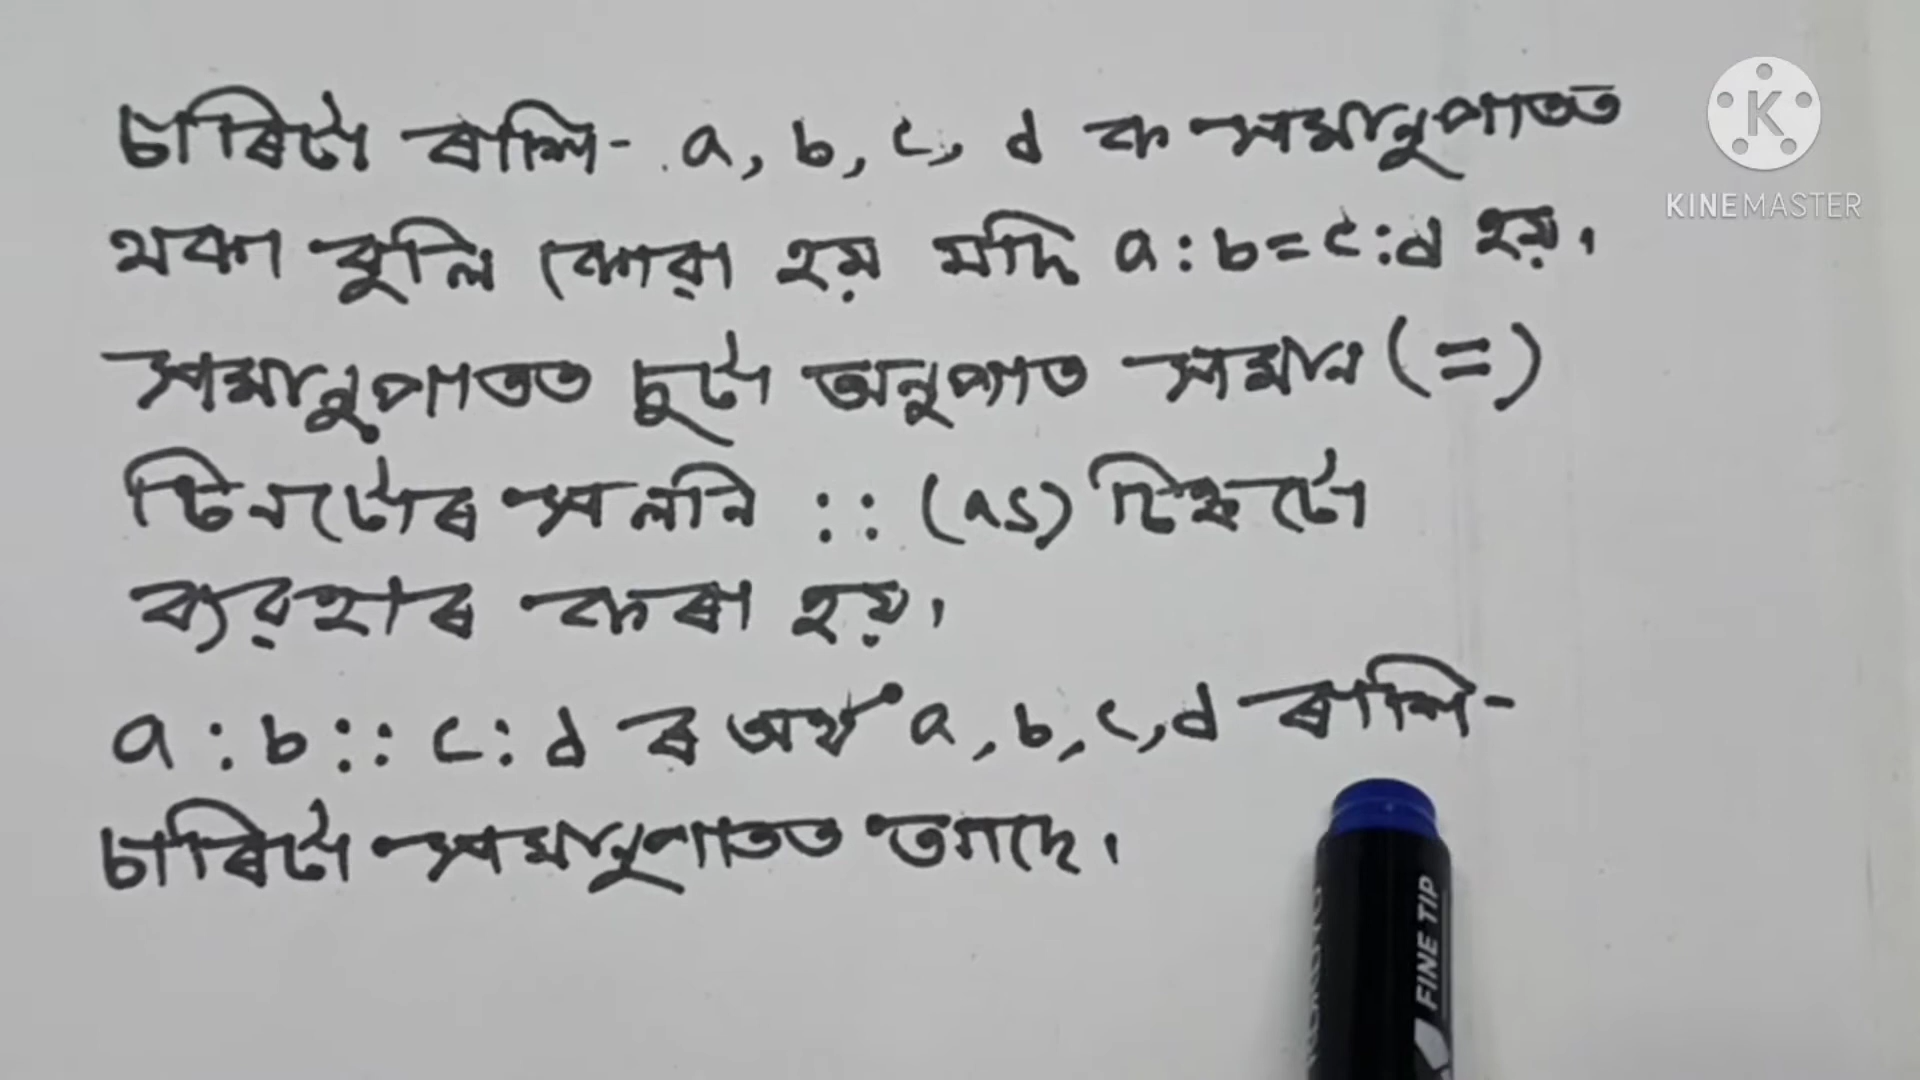 চাৰিটা ৰাশি- a, b, c, d ক সমানুপাতত
থকা বুলি কোৱা হয় যদি a : b = c : d হয়।
সমানুপাতত দুটা অনুপাত সমান (=)
চিনটোৰ সলনি :: (as) চিহ্নটো
ব্যৱহাৰ কৰা হয়।
a : b :: c : d ৰ অৰ্থ a, b, c, d ৰাশি-
চাৰিটা সমানুপাতত আছে।
K
KINEMASTER
FINE TIP